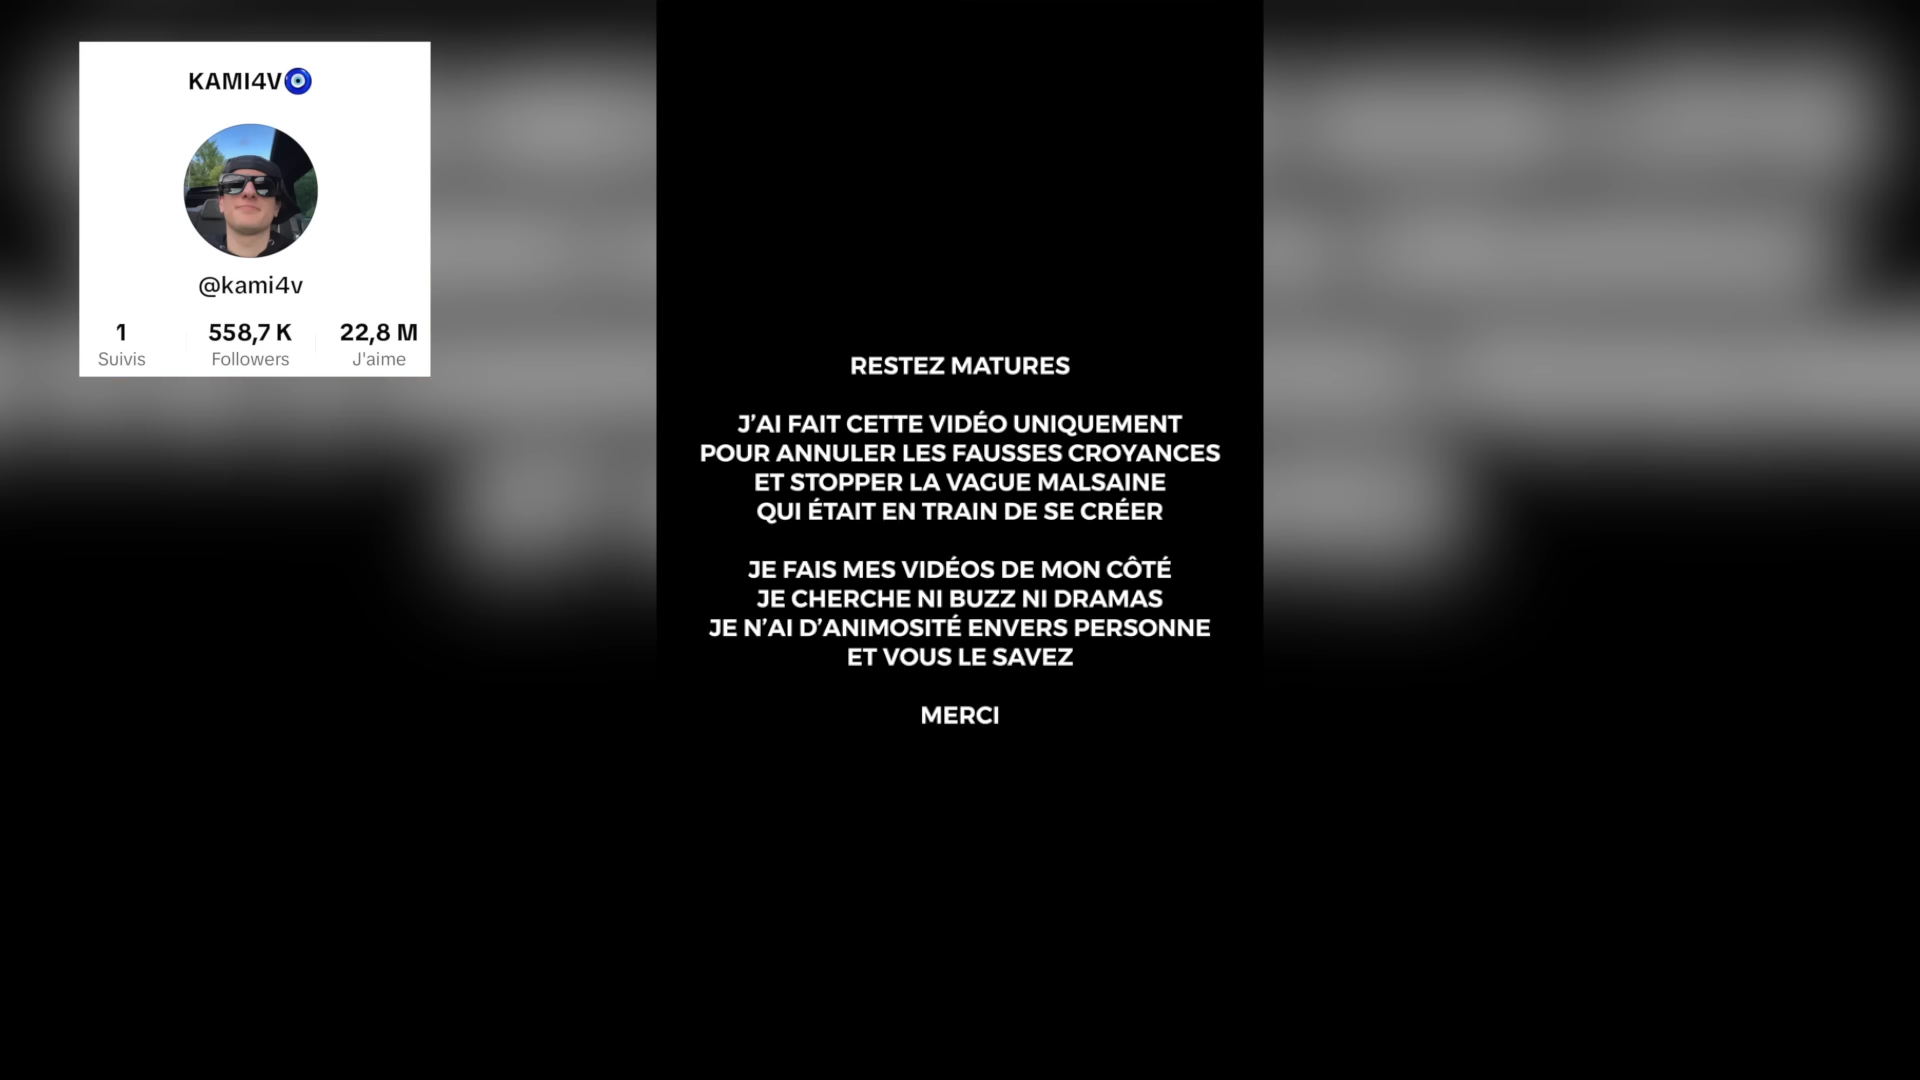 KAMI4V🧿
@kami4v
1 558,7 K 22,8 M
Suivis Followers J'aime
RESTEZ MATURES
J’AI FAIT CETTE VIDÉO UNIQUEMENT
POUR ANNULER LES FAUSSES CROYANCES
ET STOPPER LA VAGUE MALSAINE
QUI ÉTAIT EN TRAIN DE SE CRÉER
JE FAIS MES VIDÉOS DE MON CÔTÉ
JE CHERCHE NI BUZZ NI DRAMAS
JE N’AI D’ANIMOSITÉ ENVERS PERSONNE
ET VOUS LE SAVEZ
MERCI